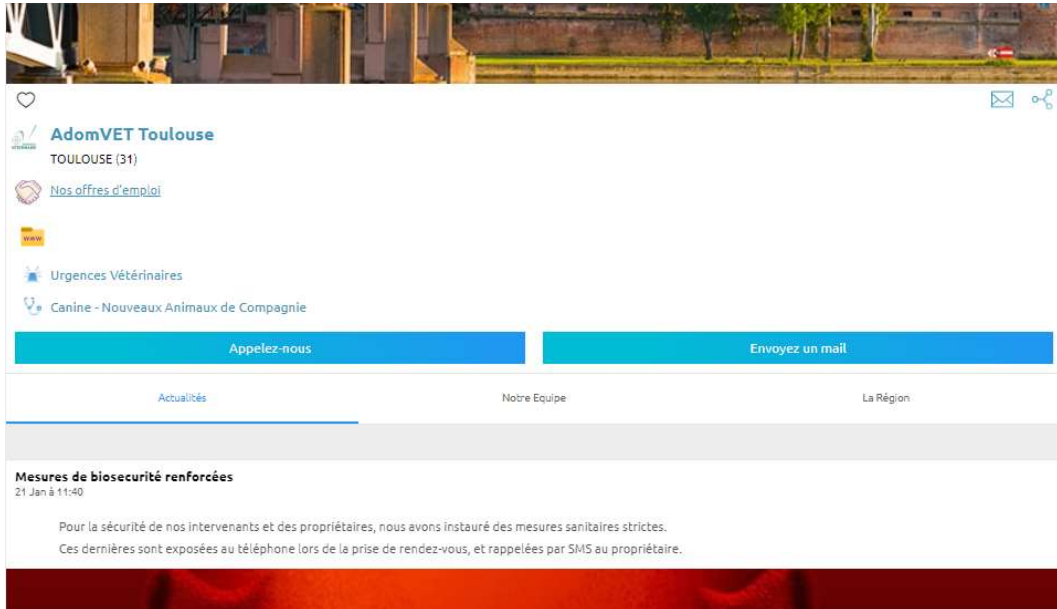 AdomVET Toulouse
TOULOUSE (31)
Nos offres d'emploi
www
Urgences Vétérinaires
Canine - Nouveaux Animaux de Compagnie
Appelez-nous
Envoyez un mail
Actualités
Notre Equipe
La Région
Mesures de biosecurité renforcées
21 Jan à 11:40
Pour la sécurité de nos intervenants et des propriétaires, nous avons instauré des mesures sanitaires strictes.
Ces dernières sont exposées au téléphone lors de la prise de rendez-vous, et rappelées par SMS au propriétaire.